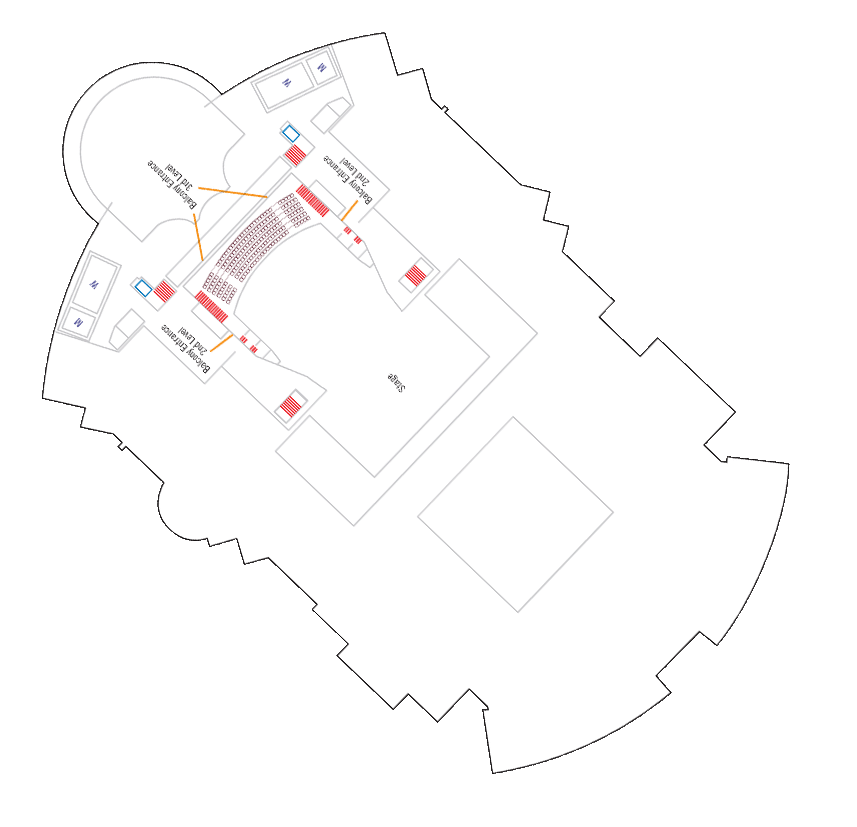 M
W
Balcony Entrance
2nd Level
Balcony Entrance
3rd Level
W
M
Balcony Entrance
2nd Level
Stage